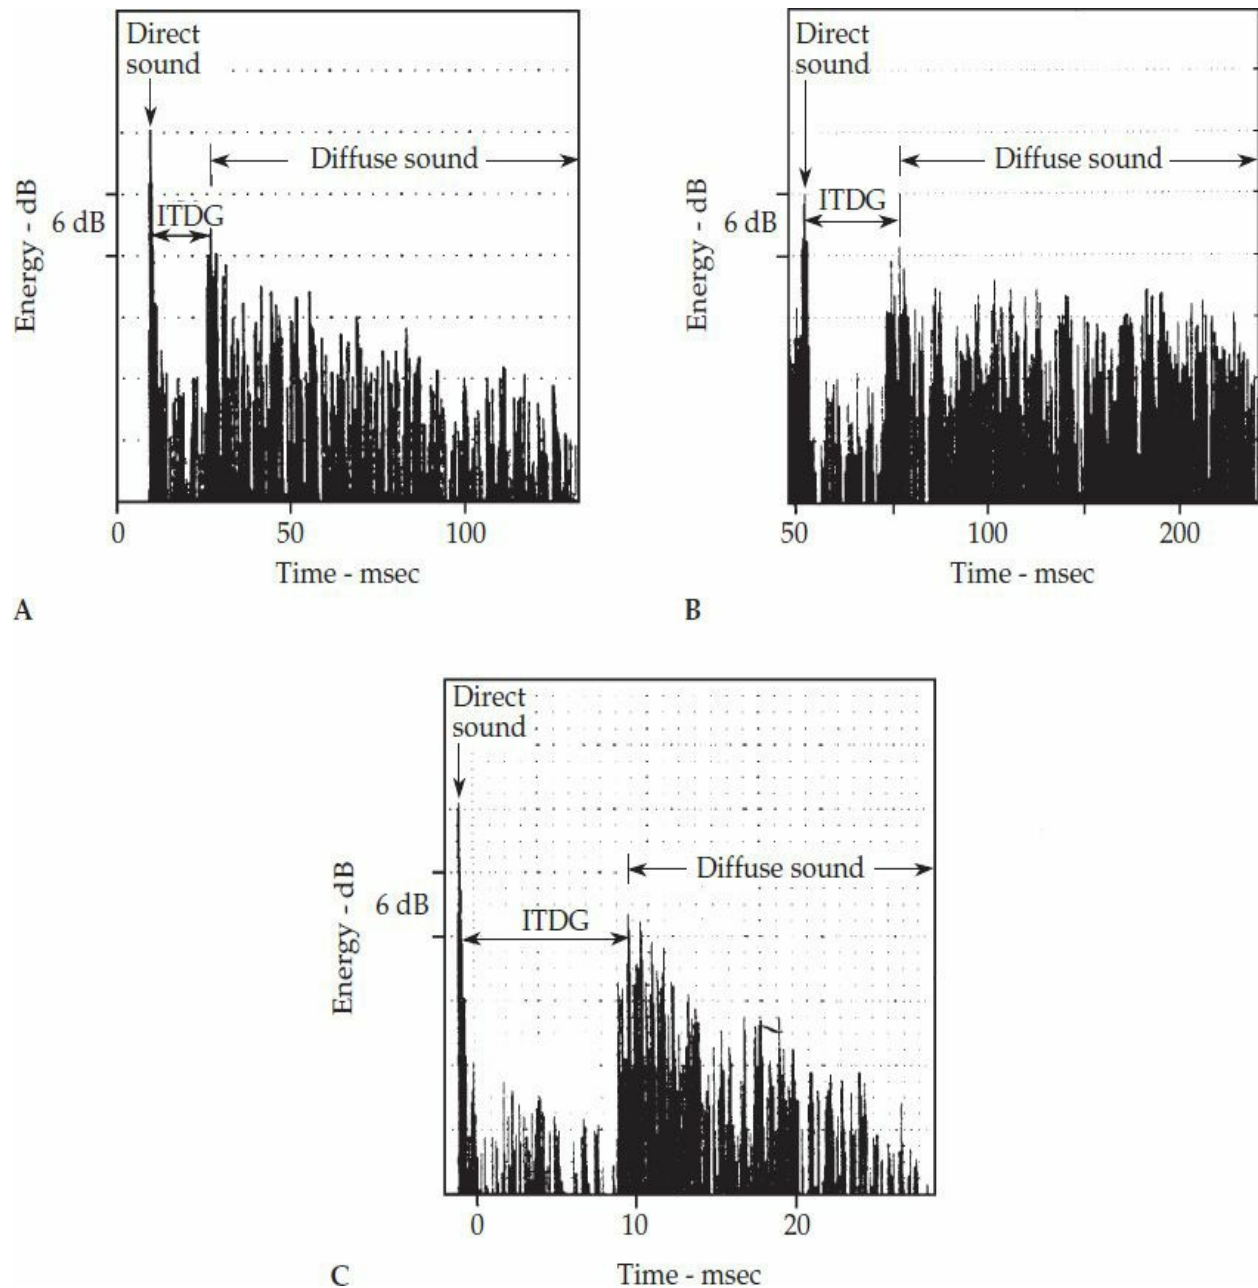 Direct
sound
Diffuse sound
ITDG
6 dB
Energy - dB
0 50 100
Time - msec
A
Direct
sound
Diffuse sound
ITDG
6 dB
Energy - dB
50 100 200
Time - msec
B
Direct
sound
Diffuse sound
6 dB
ITDG
Energy - dB
0 10 20
Time - msec
C